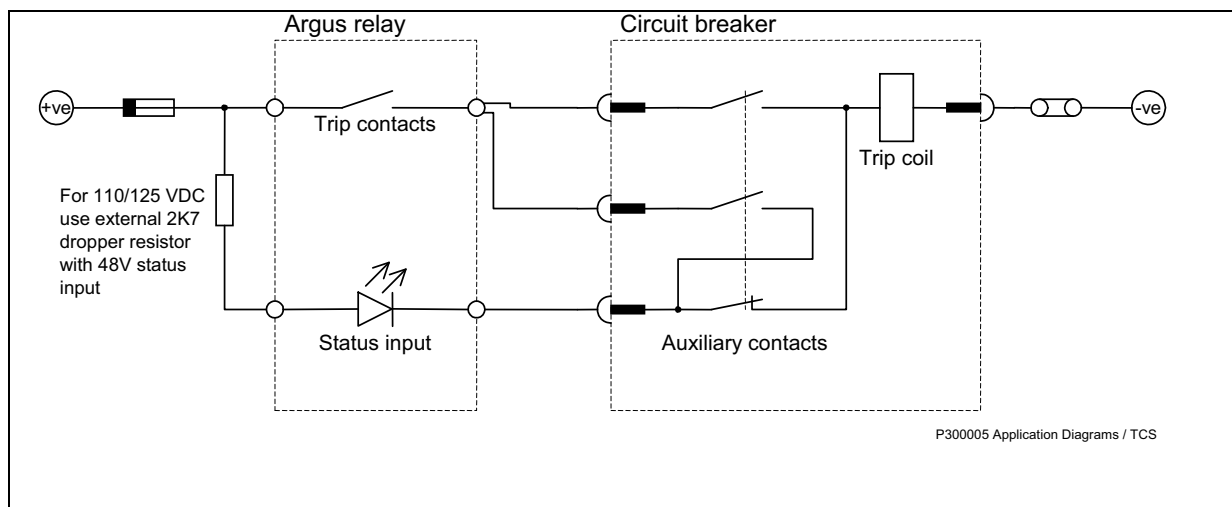 Argus relay
Circuit breaker
+ve
-ve
Trip contacts
Trip coil
For 110/125 VDC
use external 2K7
dropper resistor
with 48V status
input
Status input
Auxiliary contacts
P300005 Application Diagrams / TCS